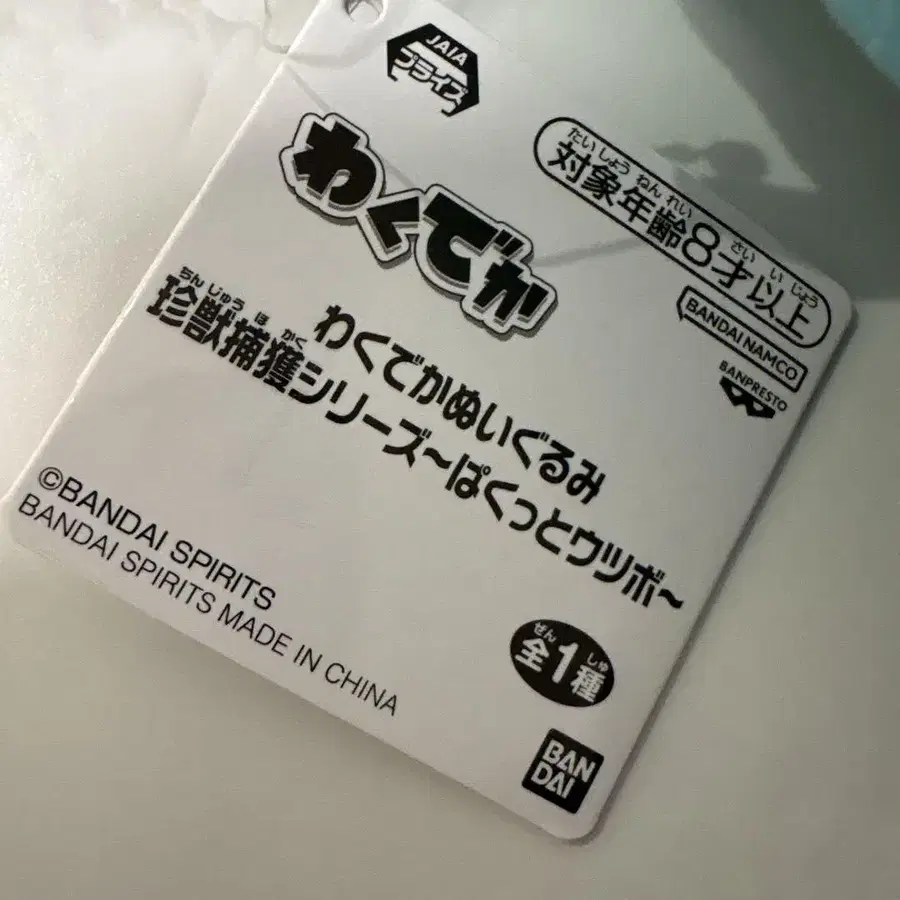 JAIA
プライズ
わくでか
たいしょうねんれい さいいじょう
対象年齢8才以上
BANDAI NAMCO
BANPRESTO
わくでかぬいぐるみ
ちんじゅうほかく
珍獣捕獲シリーズ~ぱくっとウツボ~
©BANDAI SPIRITS
BANDAI SPIRITS MADE IN CHINA
ぜん しゅ
全1種
BAN
DAI